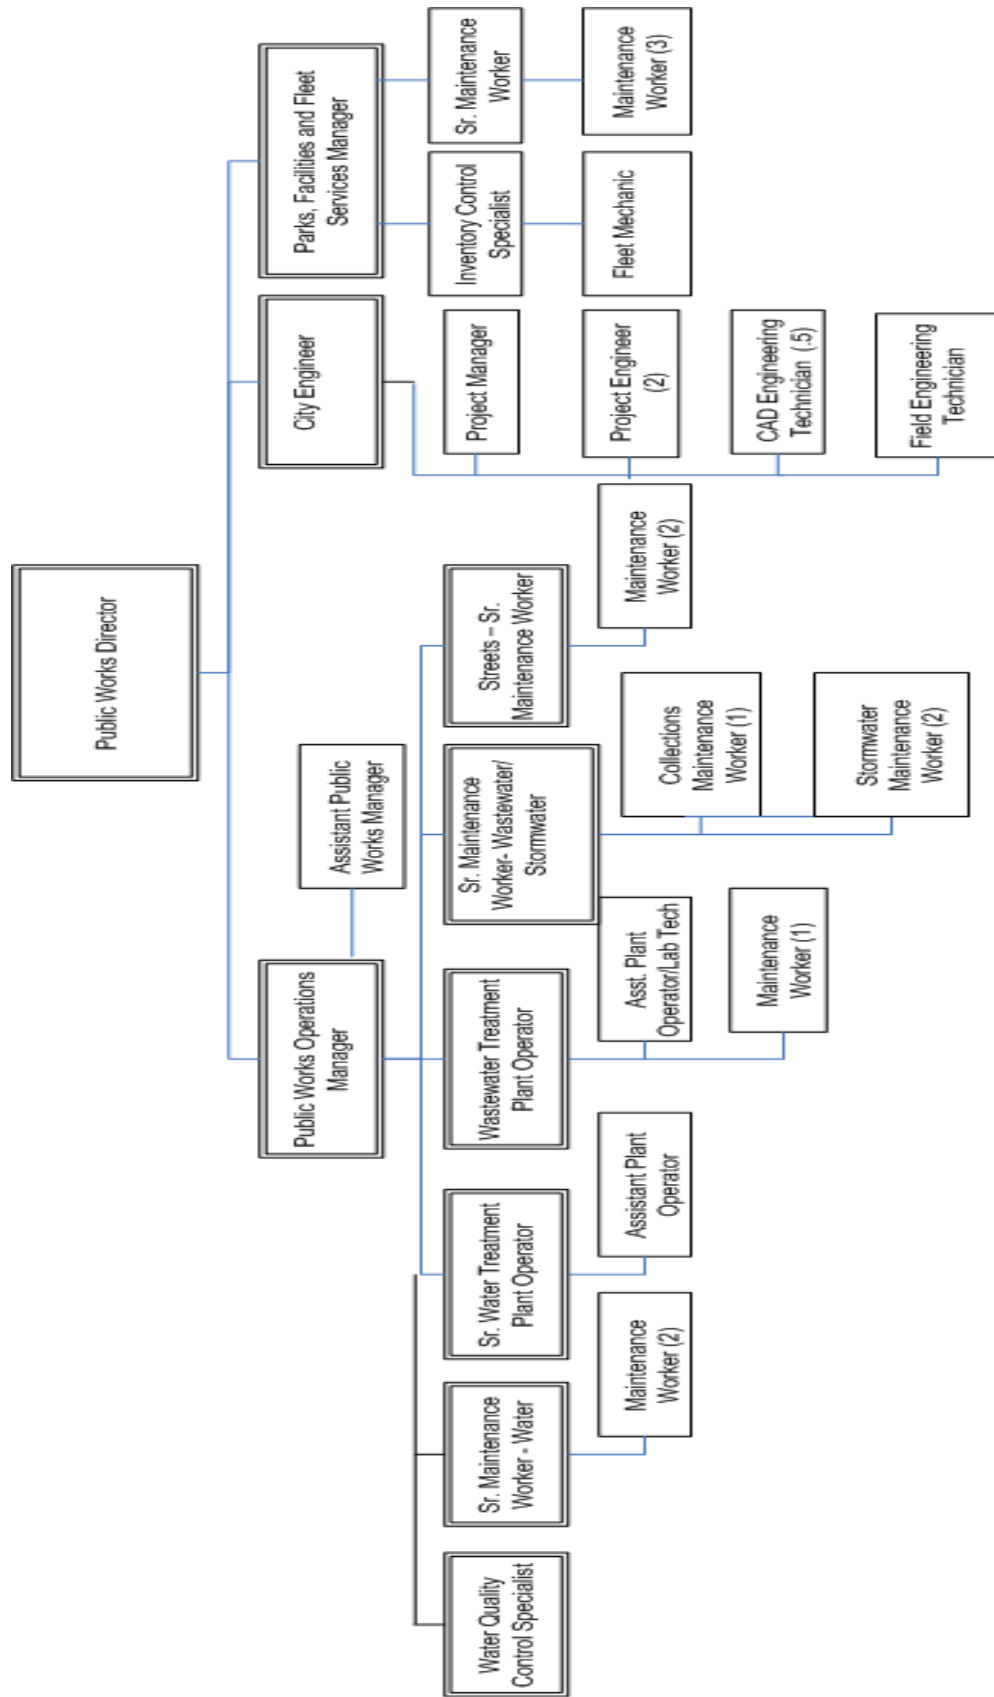 Public Works Director
Public Works Operations
Manager
City Engineer
Parks, Facilities and Fleet
Services Manager
Assistant Public
Works Manager
Water Quality
Control Specialist
Sr. Maintenance
Worker - Water
Sr. Water Treatment
Plant Operator
Wastewater Treatment
Plant Operator
Sr. Maintenance
Worker- Wastewater/
Stormwater
Streets – Sr.
Maintenance Worker
Project Manager
Inventory Control
Specialist
Sr. Maintenance
Worker
Maintenance
Worker (2)
Assistant Plant
Operator
Asst. Plant
Operator/Lab Tech
Collections
Maintenance
Worker (1)
Maintenance
Worker (2)
Project Engineer
(2)
Fleet Mechanic
Maintenance
Worker (3)
Maintenance
Worker (1)
Stormwater
Maintenance
Worker (2)
CAD Engineering
Technician (.5)
Field Engineering
Technician